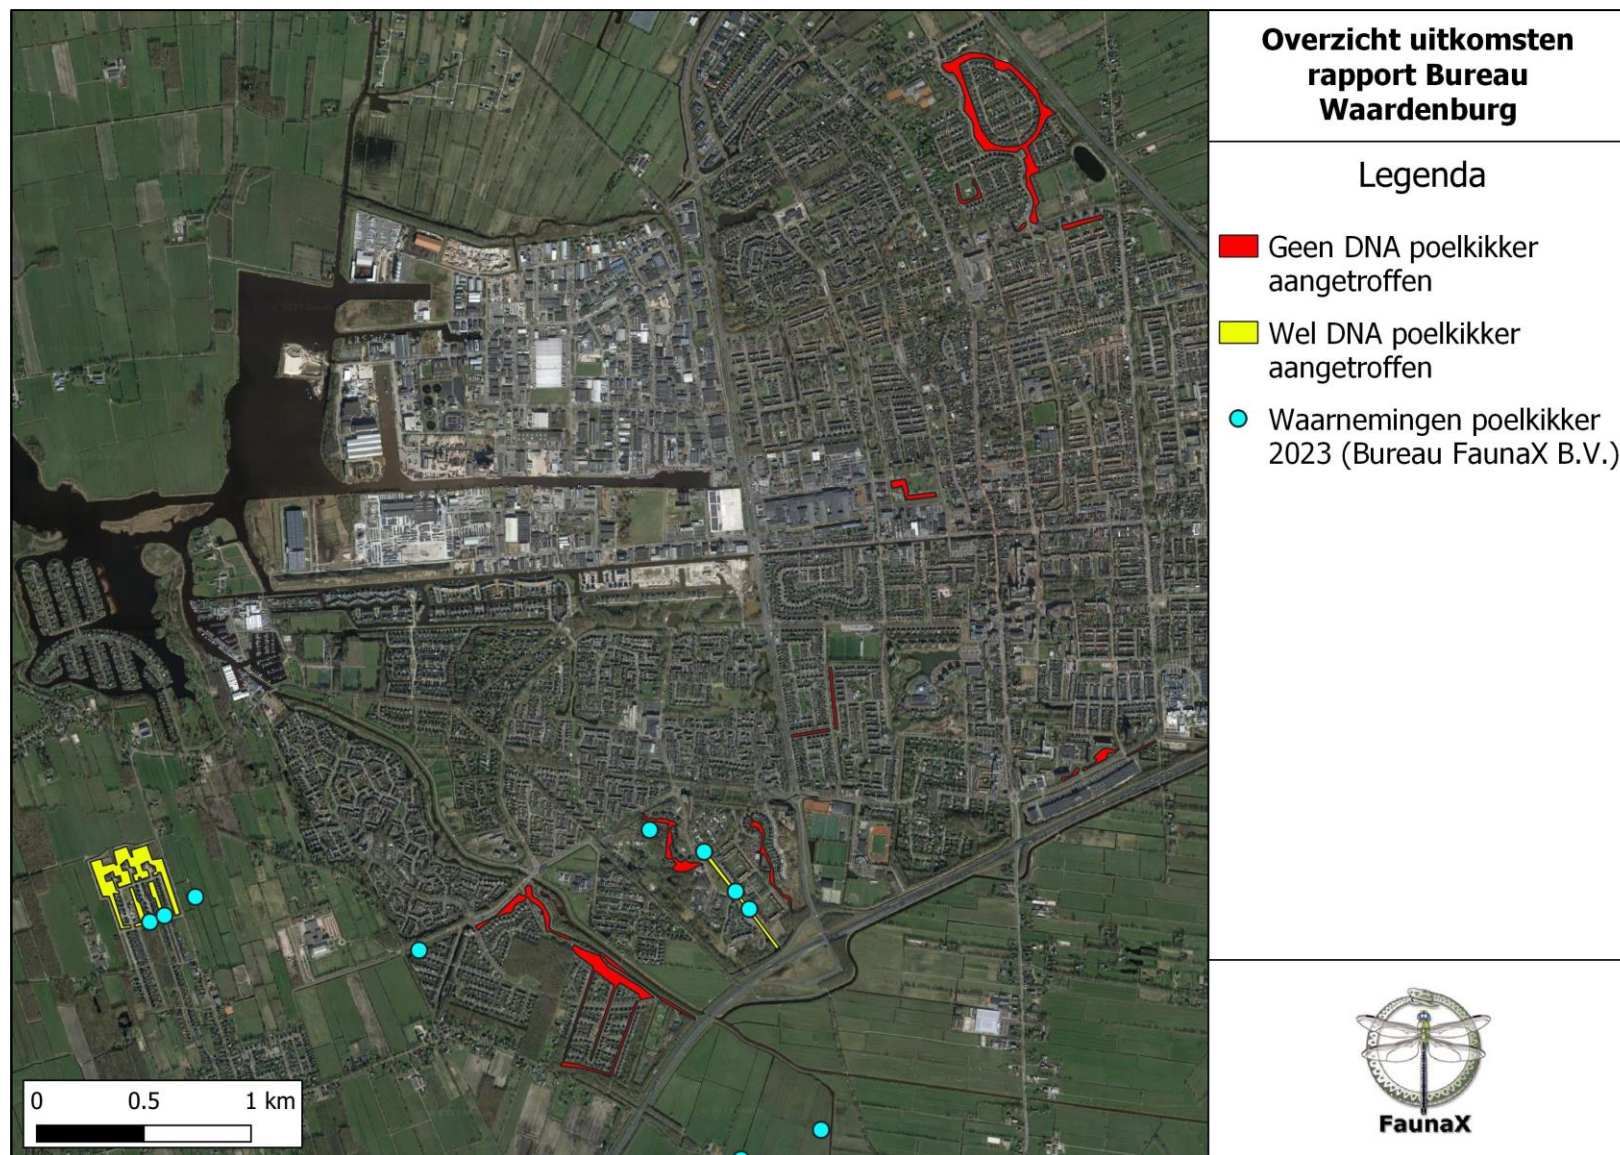 Overzicht uitkomsten
rapport Bureau
Waardenburg
Legenda
Geen DNA poelkikker
aangetroffen
Wel DNA poelkikker
aangetroffen
Waarnemingen poelkikker
2023 (Bureau FaunaX B.V.)
0 0.5 1 km
FaunaX